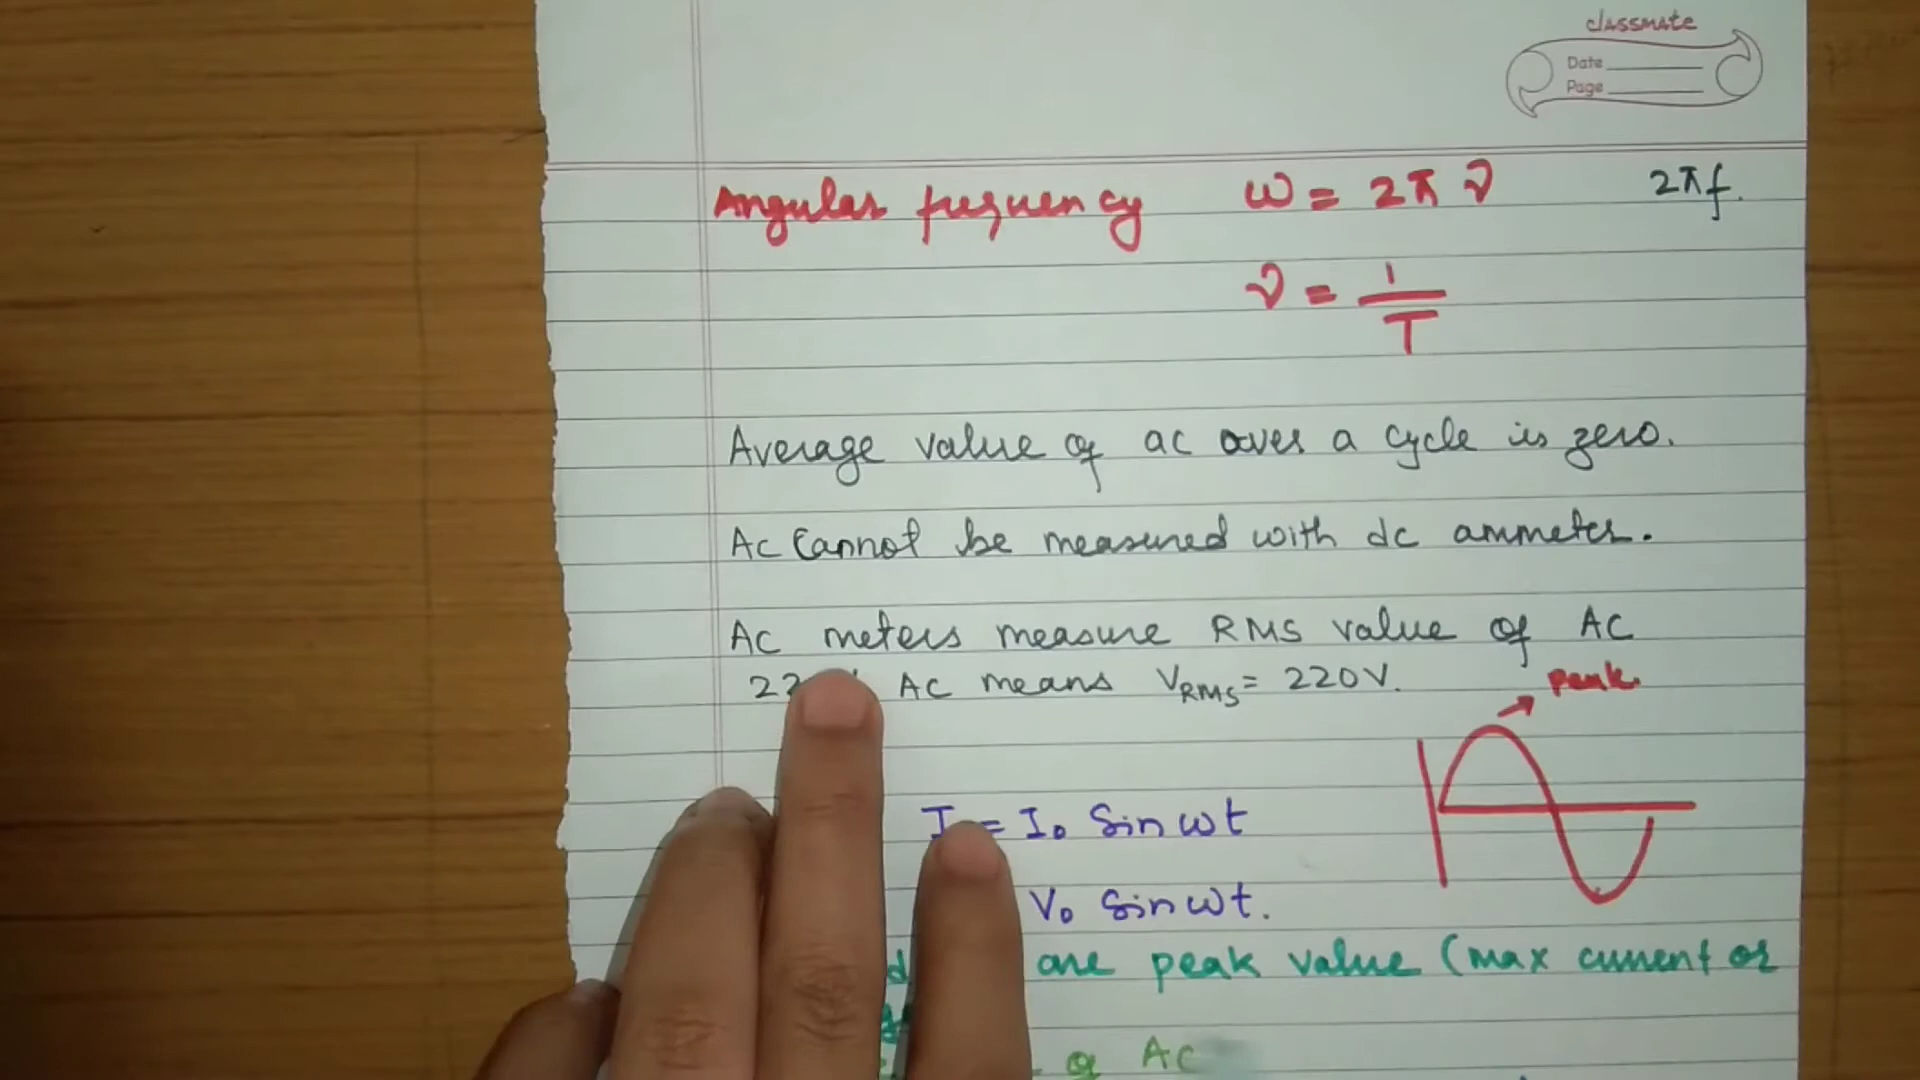 classmate
Date
Page
Angular frequency ω = 2π ν 2πf.
ν = 1/T
Average value of ac over a cycle is zero.
AC cannot be measured with dc ammeter.
AC meters measure RMS value of AC
AC means VRMS = 220V.
peak.
I = I₀ Sin ωt
V₀ Sin ωt.
are peak value (max current or
AC